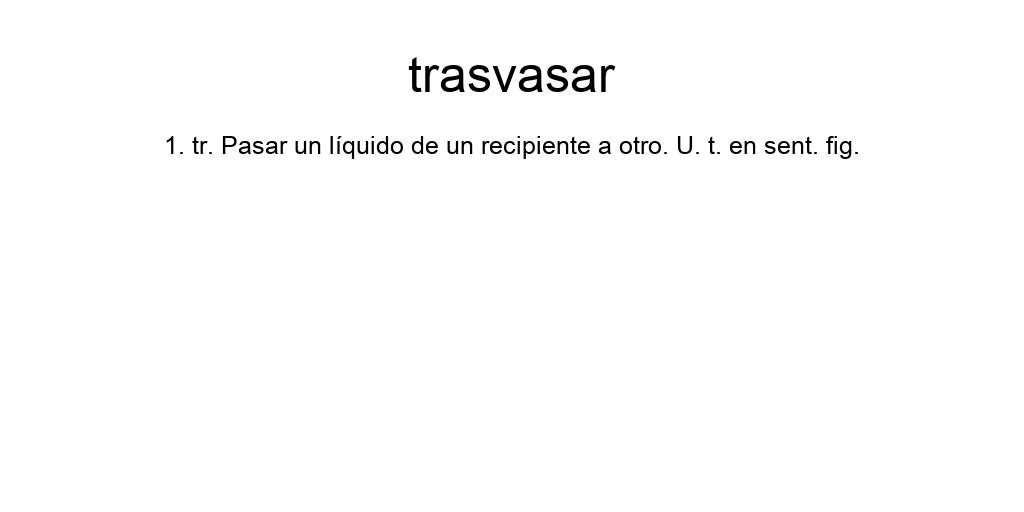 trasvasar
1. tr. Pasar un líquido de un recipiente a otro. U. t. en sent. fig.